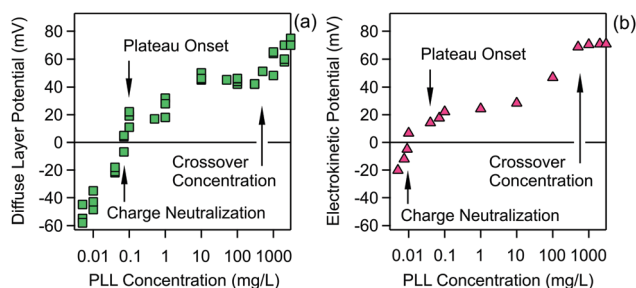 (a)
Diffuse Layer Potential (mV)
80
60
40
20
0
-20
-40
-60
Plateau Onset
Crossover
Concentration
Charge Neutralization
0.01 0.1 1 10 100 1000
PLL Concentration (mg/L)
(b)
Electrokinetic Potential (mV)
80
60
40
20
0
-20
-40
-60
Plateau Onset
Crossover
Concentration
Charge Neutralization
0.01 0.1 1 10 100 1000
PLL Concentration (mg/L)